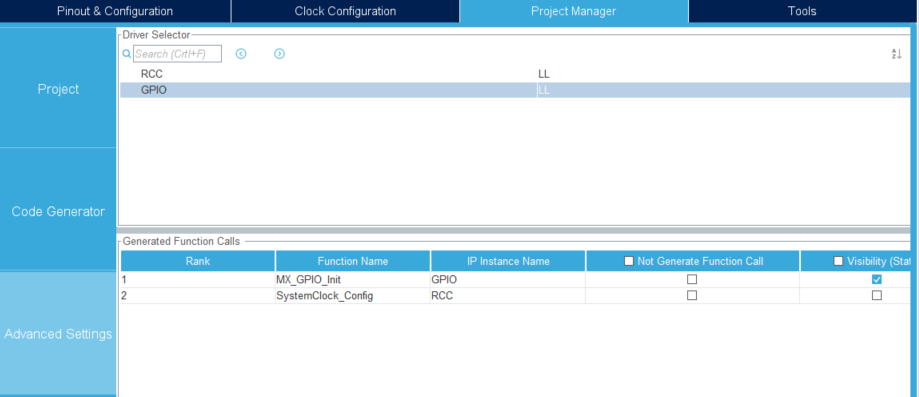 Pinout & Configuration Clock Configuration Project Manager Tools
Driver Selector
Search (CrtI+F)
Project
RCC LL
GPIO LL
Code Generator
Generated Function Calls
Rank Function Name IP Instance Name Not Generate Function Call Visibility (Stat
1 MX_GPIO_Init GPIO
2 SystemClock_Config RCC
Advanced Settings